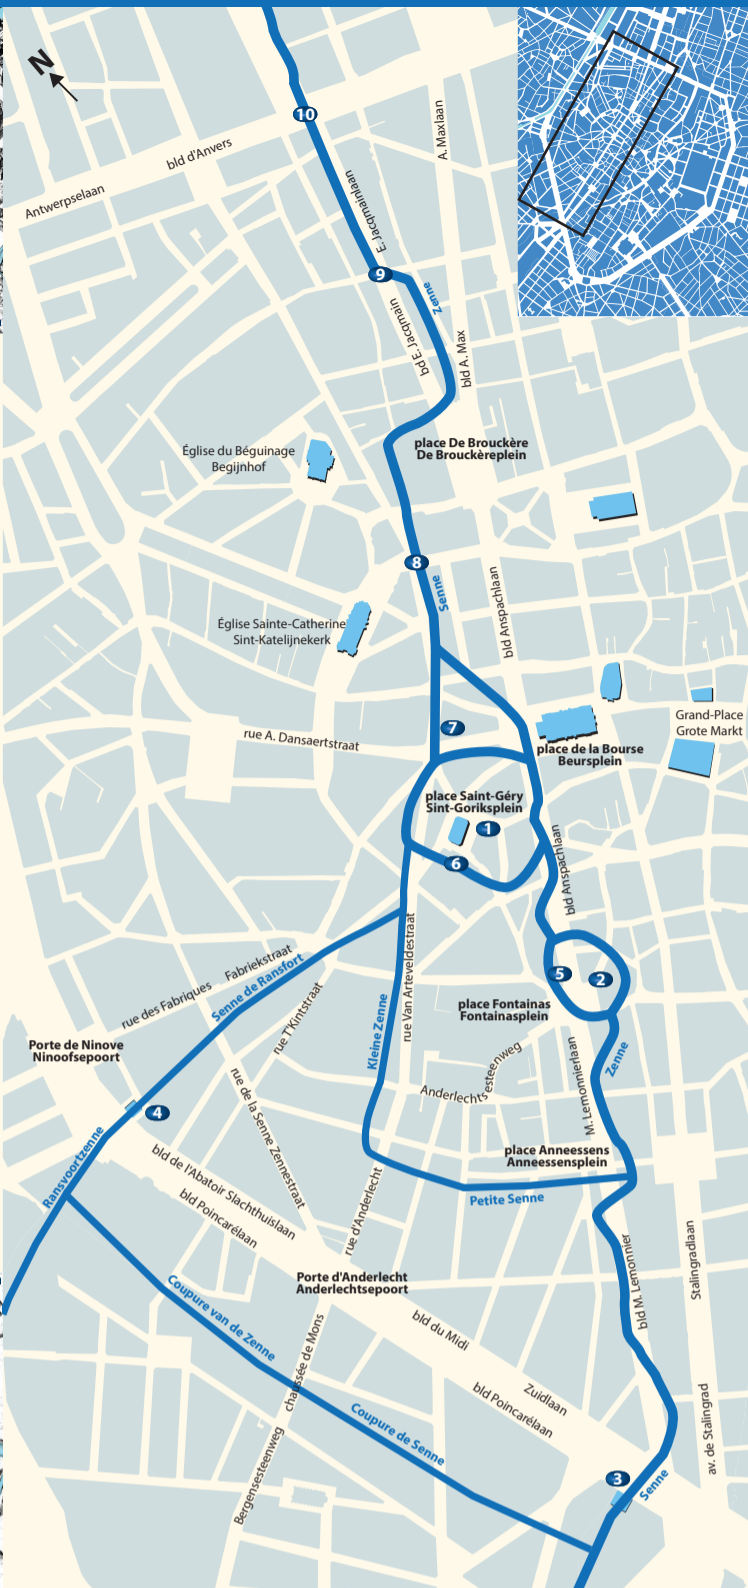 N
10
A. Maxlaan
bld d'Anvers
Antwerpselaan
E. Jacqmainlaan
9
Zenne
bd E. Jacqmain
bld A. Max
place De Brouckère
De Brouckèreplein
Église du Béguinage
Begijnhof
8
Senne
bld Anspachlaan
Église Sainte-Catherine
Sint-Katelijnekerk
Grand-Place
Grote Markt
7
rue A. Dansaertstraat
place de la Bourse
Beursplein
place Saint-Géry
Sint-Goriksplein
1
6
bld Anspachlaan
rue Van Arteveldestraat
rue des Fabriques Fabriekstraat
Senne de Ransfort
5
2
rue T'Kintstraat
place Fontainas
Fontainasplein
Kleine Zenne
Porte de Ninove
Ninoofsepoort
Anderlechtsesteenweg
M. Lemonnierlaan
Zenne
rue de la Senne Zennestraat
4
Ransvoortzenne
place Anneessens
Anneessensplein
bld de l'Abatoir Slachthuislaan
bld Poincarélaan
rue d'Anderlecht
Petite Senne
bld M. Lemonnier
Stalingradlaan
Porte d'Anderlecht
Anderlechtsepoort
Coupure van de Zenne
chaussée de Mons
bld du Midi
Zuidlaan
bld Poincarélaan
Coupure de Senne
av. de Stalingrad
Bergensesteenweg
3
Senne